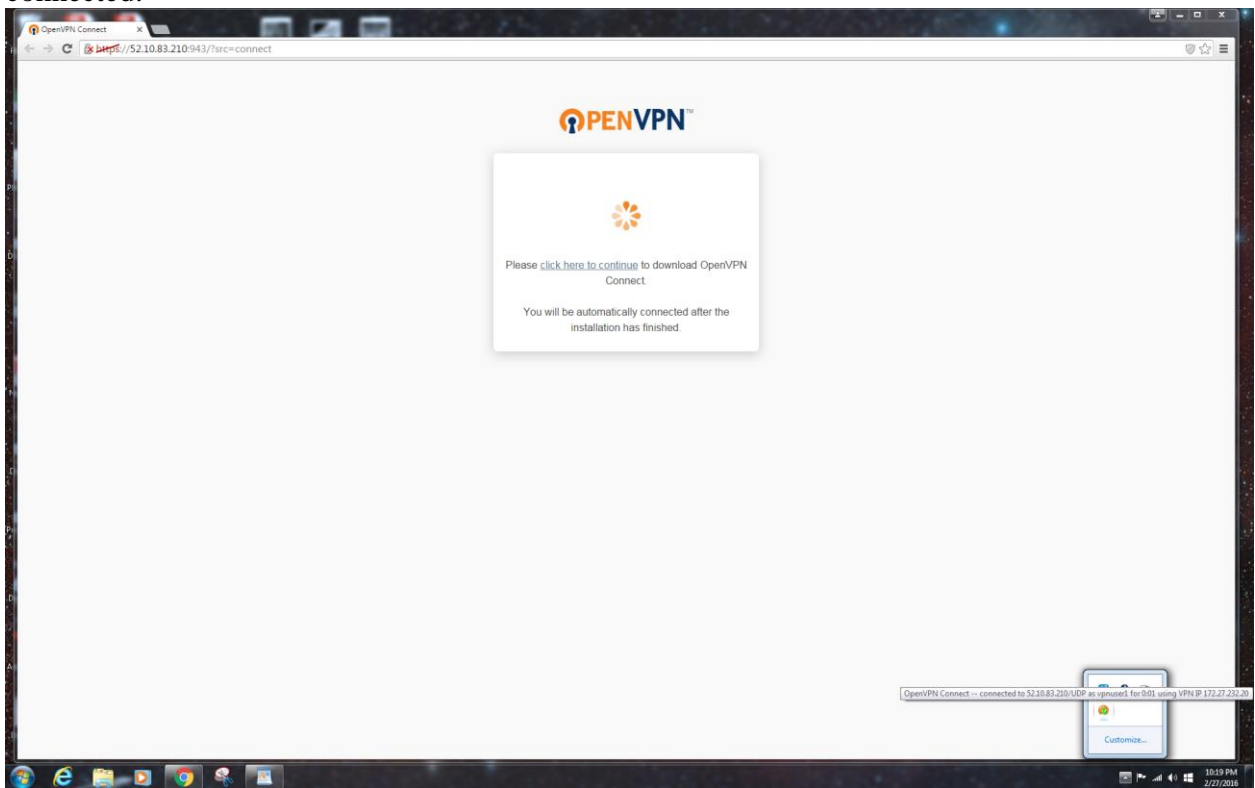 connected.
OpenVPN Connect
https://52.10.83.210:943/?src=connect
OPENVPN™
Please click here to continue to download OpenVPN
Connect.
You will be automatically connected after the
installation has finished.
OpenVPN Connect -- connected to 52.10.83.210/UDP as vpnuser1 for 0:01 using VPN IP 172.27.232.20
Customize...
10:19 PM
2/27/2016